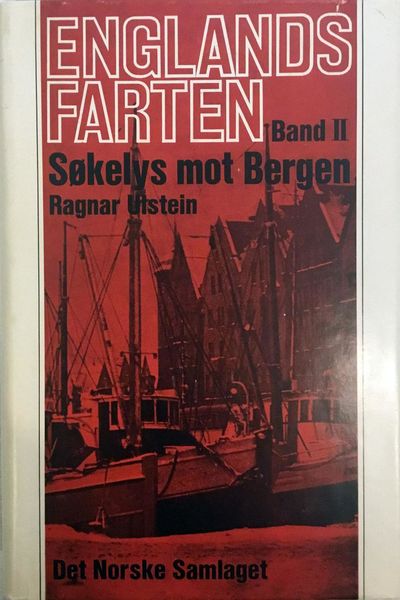 ENGLANDS
FARTEN
Band II
Søkelys mot Bergen
Ragnar Ulstein
Det Norske Samlaget